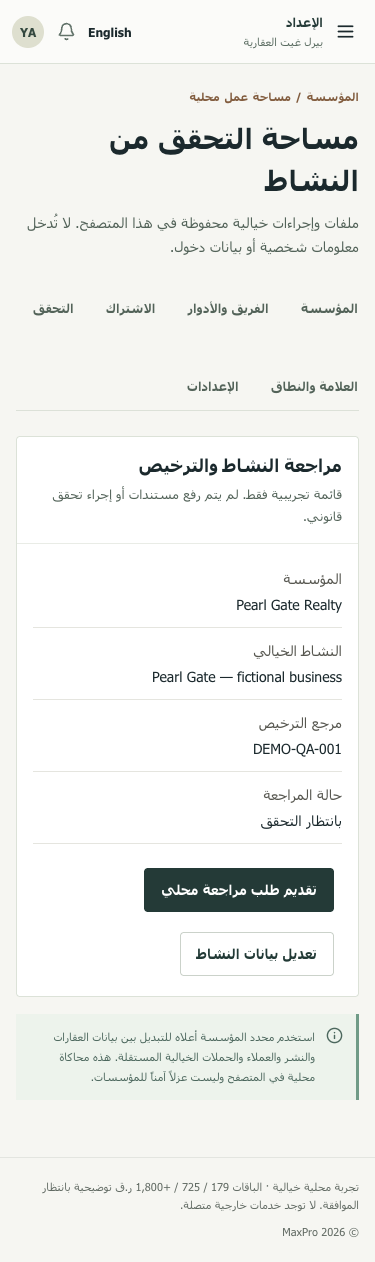 الإعداد
بيرل غيت العقارية
English
YA
المؤسسة / مساحة عمل محلية
مساحة التحقق من
النشاط
ملفات وإجراءات خيالية محفوظة في هذا المتصفح. لا تُدخل
معلومات شخصية أو بيانات دخول.
المؤسسة الفريق والأدوار الاشتراك التحقق
العلامة والنطاق الإعدادات
مراجعة النشاط والترخيص
قائمة تجريبية فقط. لم يتم رفع مستندات أو إجراء تحقق
قانوني.
المؤسسة
Pearl Gate Realty
النشاط الخيالي
Pearl Gate — fictional business
مرجع الترخيص
DEMO-QA-001
حالة المراجعة
بانتظار التحقق
تقديم طلب مراجعة محلي
تعديل بيانات النشاط
استخدم محدد المؤسسة أعلاه للتبديل بين بيانات العقارات
والنشر والعملاء والحملات الخيالية المستقلة. هذه محاكاة
محلية في المتصفح وليست عزلاً آمناً للمؤسسات.
تجربة محلية خيالية · الباقات 179 / 725 / +1,800 ر.ق توضيحية بانتظار
الموافقة. لا توجد خدمات خارجية متصلة.
© 2026 MaxPro